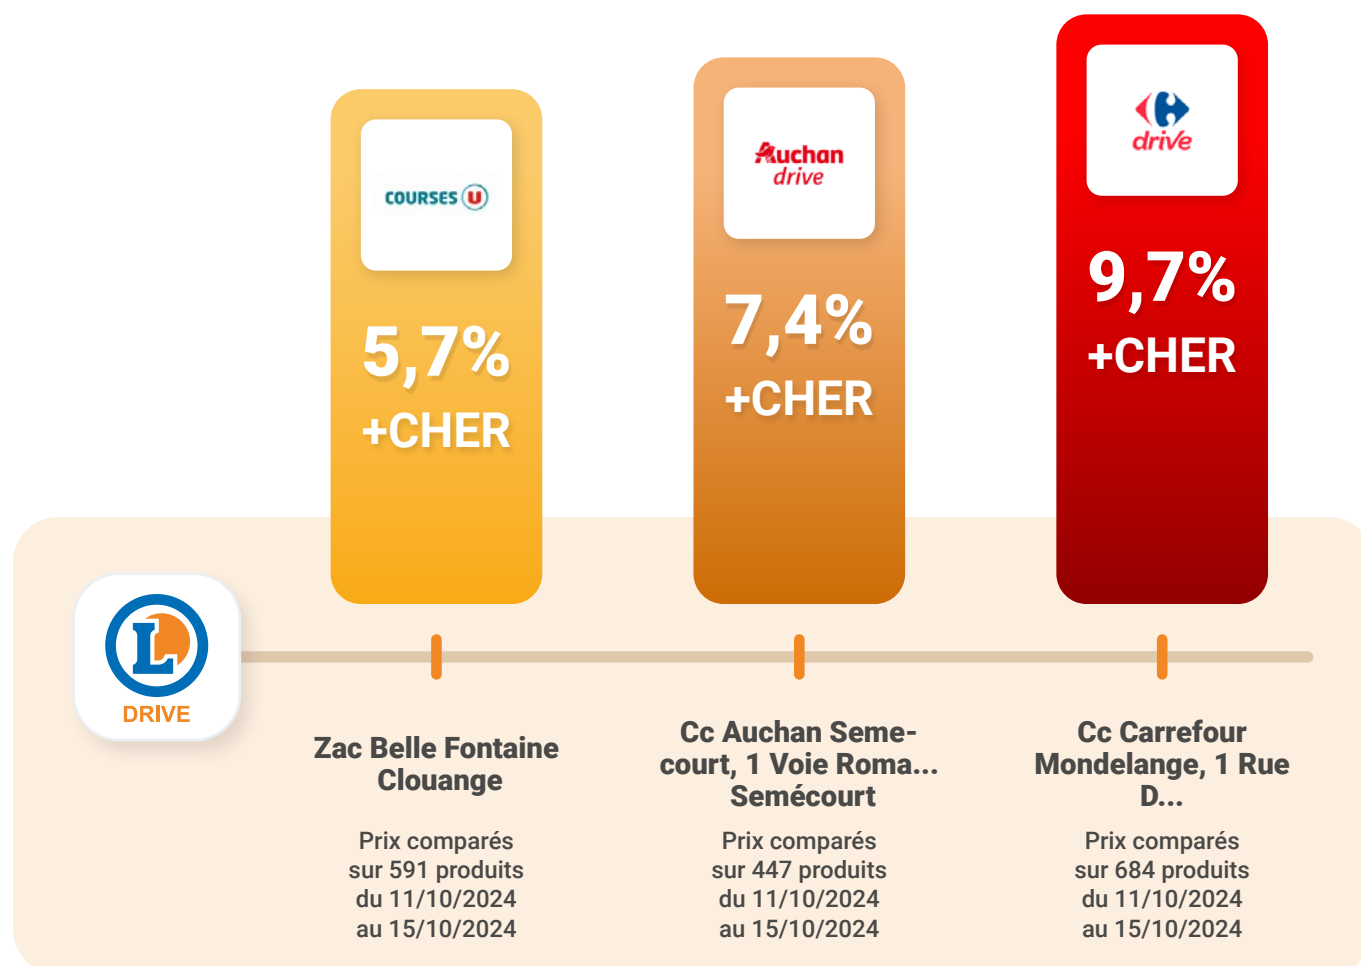 COURSES U
5,7%
+CHER
Auchan
drive
7,4%
+CHER
drive
9,7%
+CHER
L
DRIVE
Zac Belle Fontaine
Clouange
Prix comparés
sur 591 produits
du 11/10/2024
au 15/10/2024
Cc Auchan Seme-
court, 1 Voie Roma...
Semécourt
Prix comparés
sur 447 produits
du 11/10/2024
au 15/10/2024
Cc Carrefour
Mondelange, 1 Rue
D...
Prix comparés
sur 684 produits
du 11/10/2024
au 15/10/2024